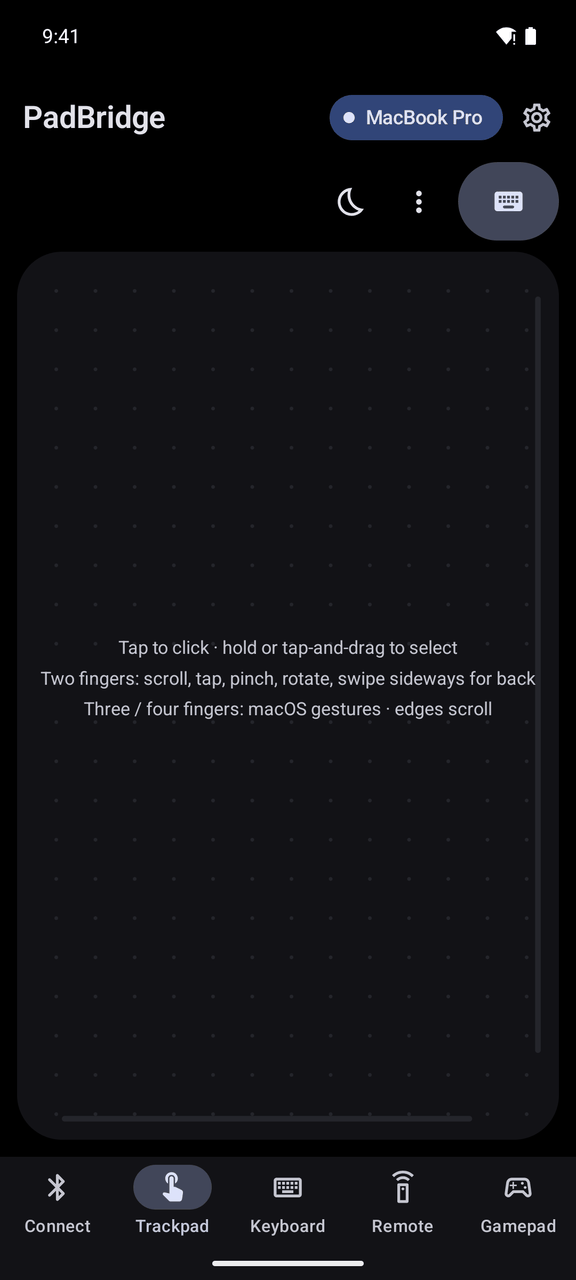 9:41
PadBridge
MacBook Pro
Tap to click · hold or tap-and-drag to select
Two fingers: scroll, tap, pinch, rotate, swipe sideways for back
Three / four fingers: macOS gestures · edges scroll
Connect
Trackpad
Keyboard
Remote
Gamepad